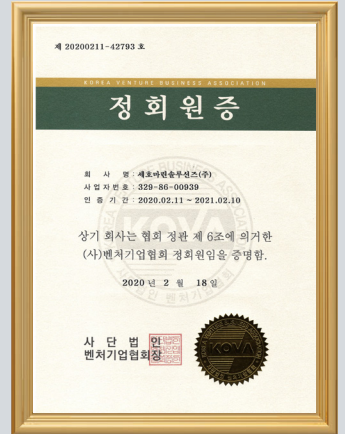 제 20200211-42793 호
KOREA VENTURE BUSINESS ASSOCIATION
정회원증
회 사 명 : 세호마린솔루션즈(주)
사업자번호 : 329-86-00939
인 증 기 간 : 2020.02.11 ~ 2021.02.10
상기 회사는 협회 정관 제 6조에 의거한
(사)벤처기업협회 정회원임을 증명함.
2020 년 2 월 18 일
사 단 법 인
벤처기업협회장
KOVA